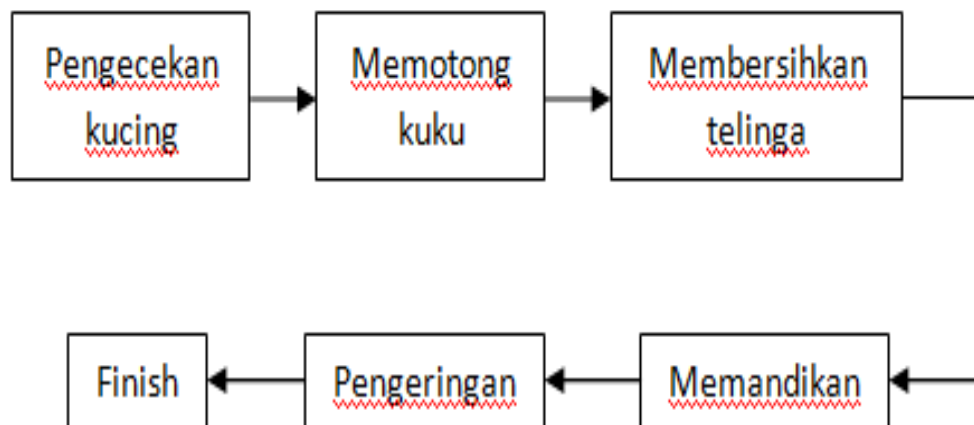 Pengecekan
kucing
Memotong
kuku
Membersihkan
telinga
Finish
Pengeringan
Memandikan